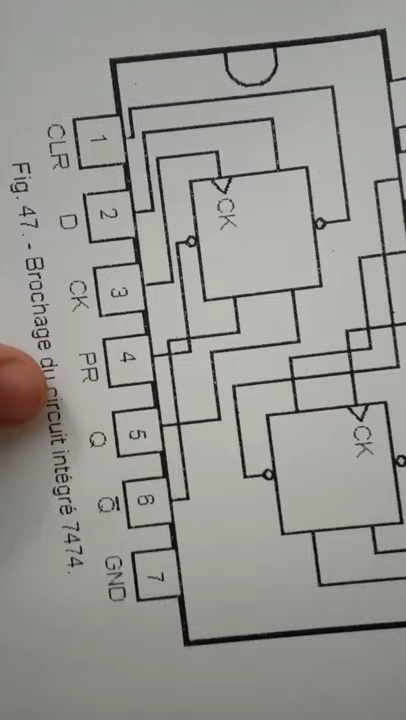 CK
CK
1 2 3 4 5 6 7
CLR D CK PR Q Q̅ GND
Fig. 47. - Brochage du circuit intégré 7474.